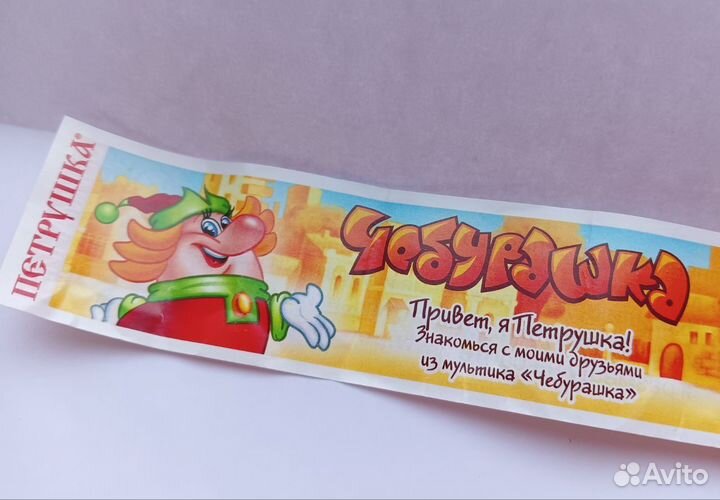 ПЕТРУШКА®
Чебурашка
Привет, я Петрушка!
Знакомься с моими друзьями
из мультика «Чебурашка»
Avito